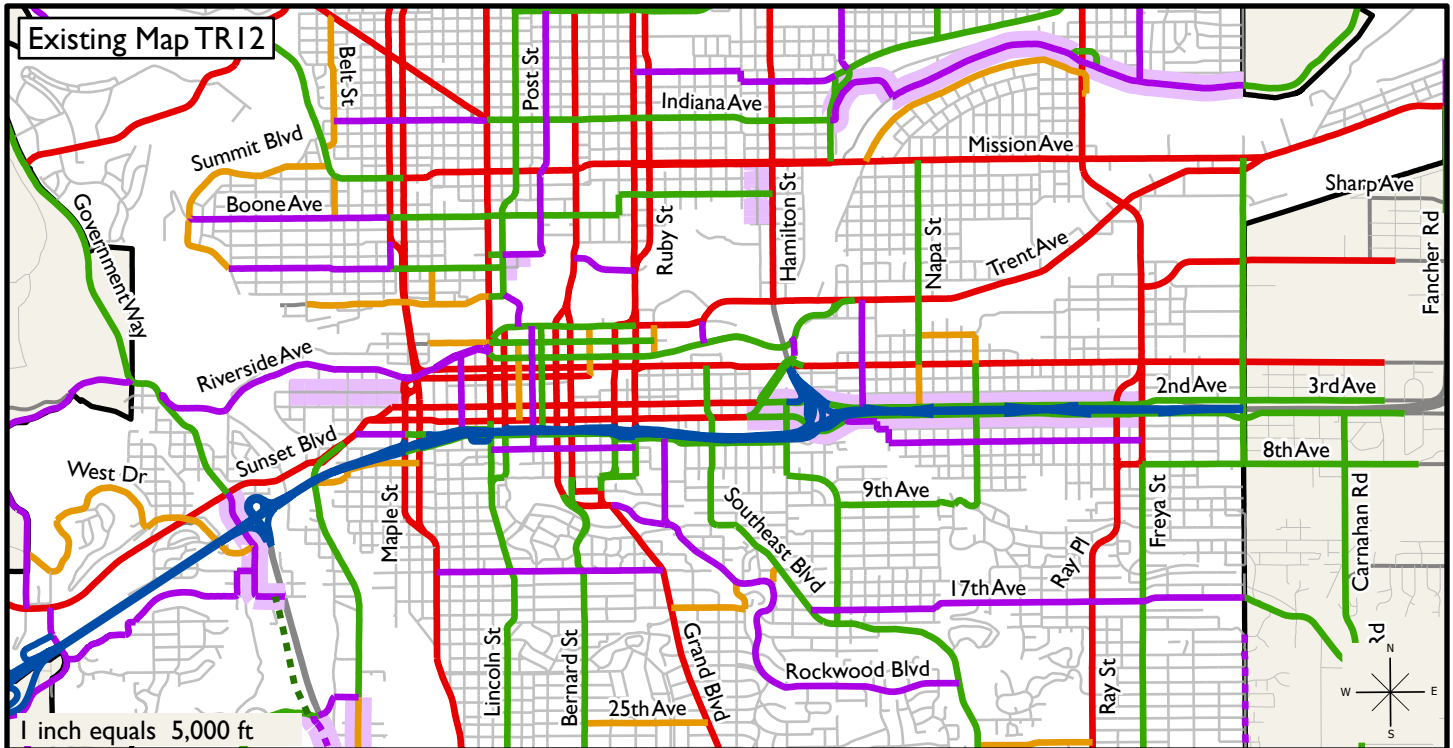 Existing Map TR12
Belt St
Post St
Indiana Ave
Summit Blvd
Mission Ave
Boone Ave
Hamilton St
Sharp Ave
Government Way
Ruby St
Napa St
Trent Ave
Fancher Rd
Riverside Ave
2nd Ave
3rd Ave
Sunset Blvd
8th Ave
West Dr
Maple St
9th Ave
Southeast Blvd
Freya St
Carnahan Rd
Ray Pl
17th Ave
Rd
Lincoln St
Bernard St
Grand Blvd
Rockwood Blvd
Ray St
25th Ave
N
W E
S
1 inch equals 5,000 ft